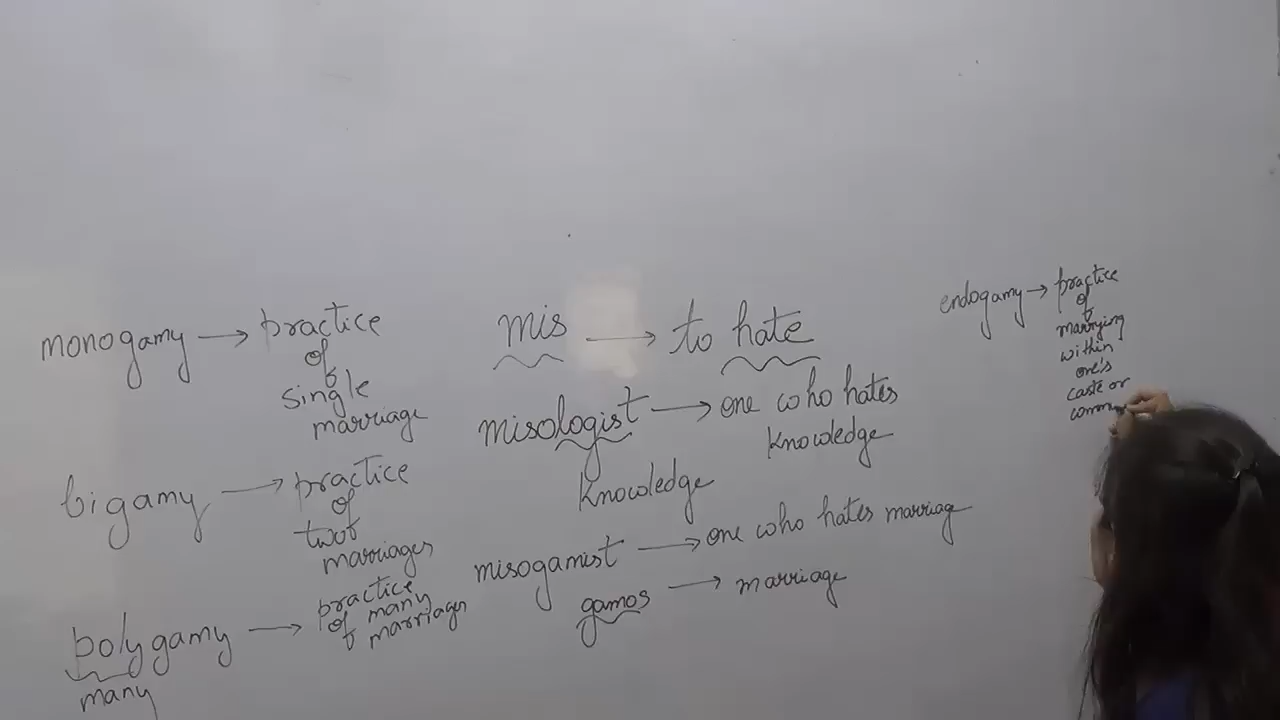 monogamy → practice
of
single
marriage
bigamy → practice
of
two
marriages
polygamy → practice
of many
marriages
many
mis → to hate
misologist → one who hates
knowledge
knowledge
misogamist → one who hates marriag
gamos → marriage
endogamy → practice
of
marrying
within
one's
caste or
commu